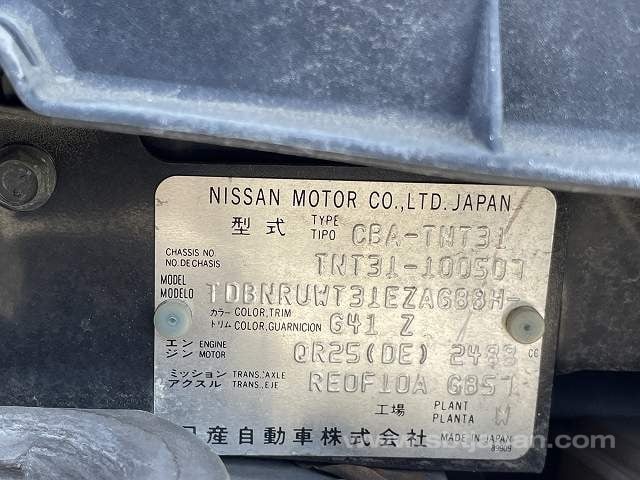 NISSAN MOTOR CO.,LTD. JAPAN
型式 TYPE TIPO CBA-TNT31
CHASSIS NO. NO.DE CHASIS TNT31-100507
MODEL MODELO TDBNRUWT31EZAG88H-
カラー COLOR,TRIM トリム COLOR,GUARNICION G41 Z /
エンジン ENGINE MOTOR QR25(DE) 2488 CC
ミッション アクスル TRANS.,AXLE TRANS.,EJE RE0F10A G857
工場 PLANT PLANTA W
日産自動車株式会社 MADE IN JAPAN
89909